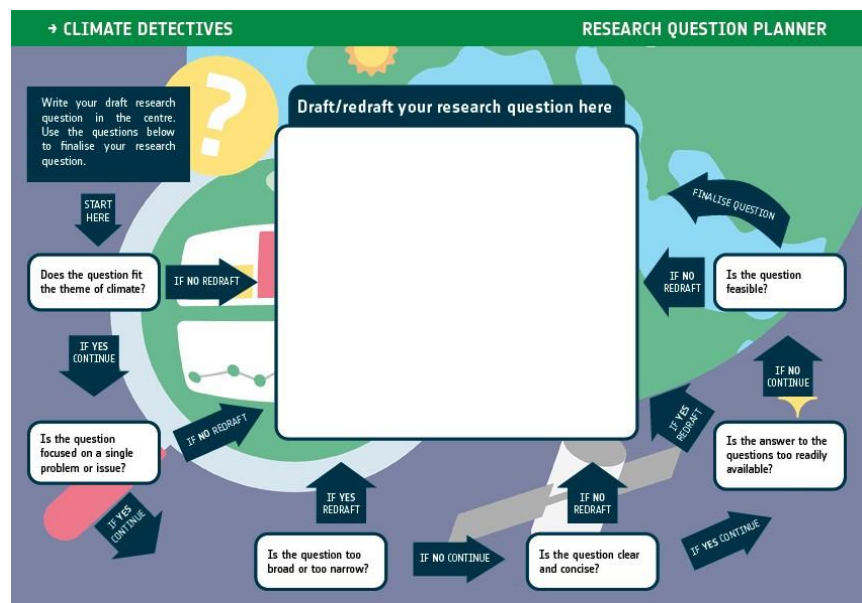 → CLIMATE DETECTIVES
RESEARCH QUESTION PLANNER
Write your draft research
question in the centre.
Use the questions below
to finalise your research
question.
Draft/redraft your research question here
?
START
HERE
Does the question fit
the theme of climate?
IF NO REDRAFT
IF YES
CONTINUE
Is the question
focused on a single
problem or issue?
IF NO REDRAFT
IF YES
CONTINUE
Is the question too
broad or too narrow?
IF YES
REDRAFT
IF NO CONTINUE
Is the question clear
and concise?
IF NO
REDRAFT
IF YES CONTINUE
Is the answer to the
questions too readily
available?
IF YES
REDRAFT
IF NO
CONTINUE
Is the question
feasible?
IF NO
REDRAFT
FINALISE QUESTION